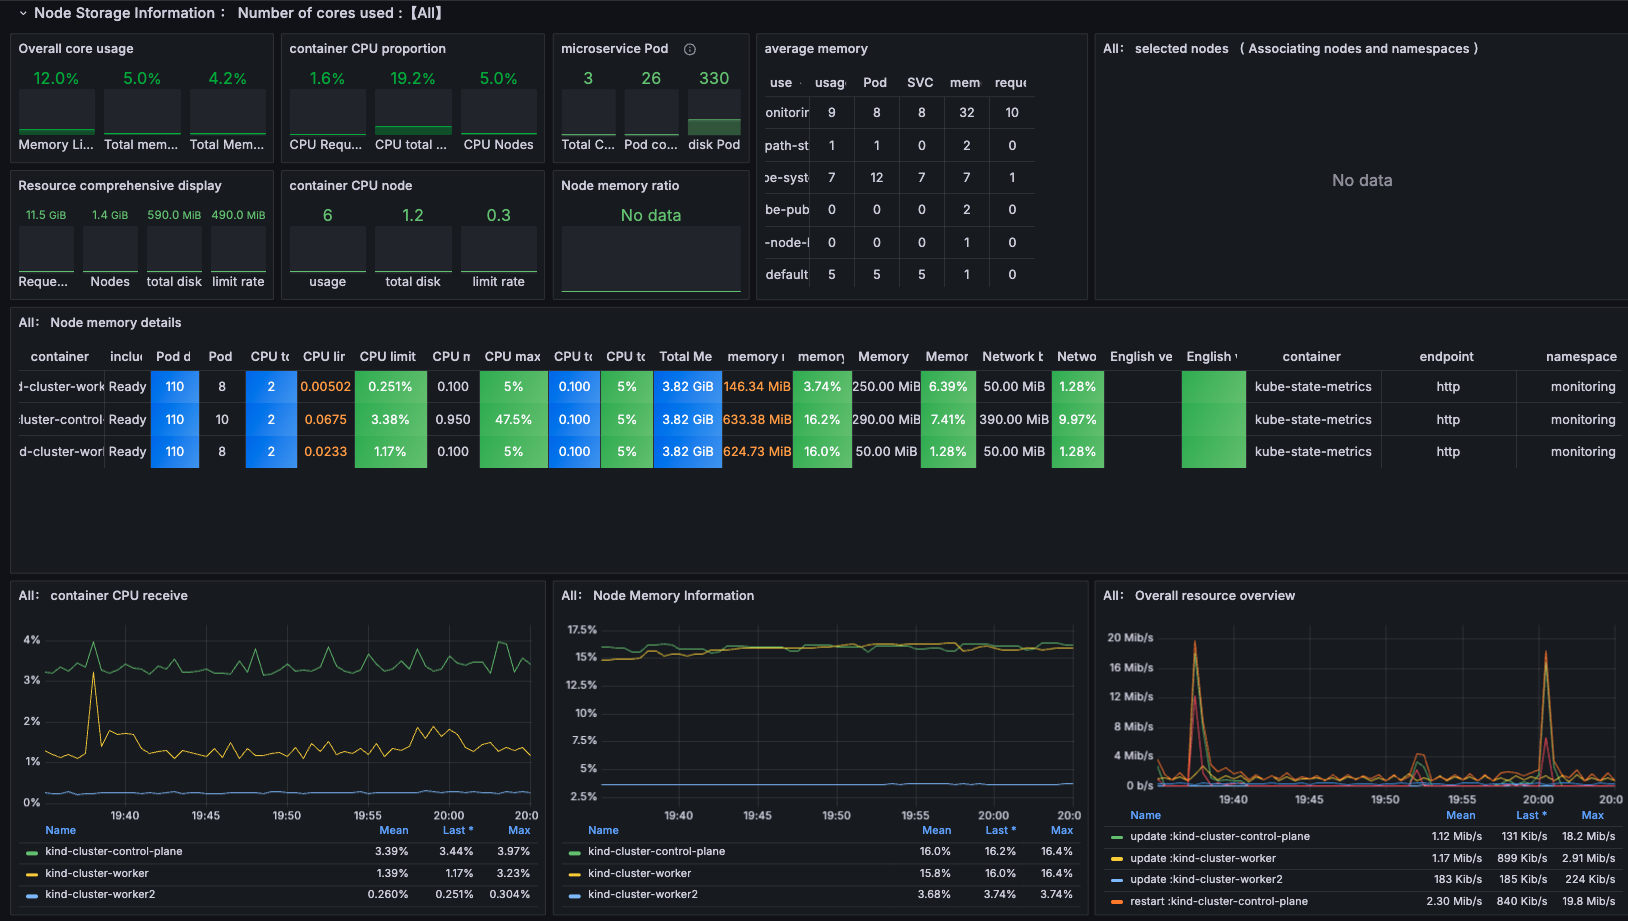 Node Storage Information： Number of cores used :【All】
Overall core usage
12.0% 5.0% 4.2%
Memory Li... Total mem... Total Mem...
container CPU proportion
1.6% 19.2% 5.0%
CPU Requ... CPU total ... CPU Nodes
microservice Pod
3 26 330
Total C... Pod co... disk Pod
Resource comprehensive display
11.5 GiB 1.4 GiB 590.0 MiB 490.0 MiB
Reque... Nodes total disk limit rate
container CPU node
6 1.2 0.3
usage total disk limit rate
Node memory ratio
No data
average memory
use usag Pod SVC mem reque
onitorir 9 8 8 32 10
path-st 1 1 0 2 0
be-syst 7 12 7 7 1
be-pub 0 0 0 2 0
-node-l 0 0 0 1 0
default 5 5 5 1 0
All： selected nodes （ Associating nodes and namespaces ）
No data
All： Node memory details
container inclu Pod d Pod CPU to CPU lir CPU limit CPU m CPU max CPU to CPU to Total Me memory r memory Memory Memor Network b Netwo English ve English v container endpoint namespace
d-cluster-work Ready 110 8 2 0.00502 0.251% 0.100 5% 0.100 5% 3.82 GiB 146.34 MiB 3.74% 250.00 MiB 6.39% 50.00 MiB 1.28% kube-state-metrics http monitoring
cluster-control- Ready 110 10 2 0.0675 3.38% 0.950 47.5% 0.100 5% 3.82 GiB 633.38 MiB 16.2% 290.00 MiB 7.41% 390.00 MiB 9.97% kube-state-metrics http monitoring
d-cluster-worl Ready 110 8 2 0.0233 1.17% 0.100 5% 0.100 5% 3.82 GiB 624.73 MiB 16.0% 50.00 MiB 1.28% 50.00 MiB 1.28% kube-state-metrics http monitoring
All： container CPU receive
4%
3%
2%
1%
0%
19:40 19:45 19:50 19:55 20:00 20:0
Name Mean Last * Max
kind-cluster-control-plane 3.39% 3.44% 3.97%
kind-cluster-worker 1.39% 1.17% 3.23%
kind-cluster-worker2 0.260% 0.251% 0.304%
All： Node Memory Information
17.5%
15%
12.5%
10%
7.5%
5%
2.5%
19:40 19:45 19:50 19:55 20:00 20:0
Name Mean Last * Max
kind-cluster-control-plane 16.0% 16.2% 16.4%
kind-cluster-worker 15.8% 16.0% 16.4%
kind-cluster-worker2 3.68% 3.74% 3.74%
All： Overall resource overview
20 Mib/s
16 Mib/s
12 Mib/s
8 Mib/s
4 Mib/s
0 b/s
19:40 19:45 19:50 19:55 20:00 20:0
Name Mean Last * Max
update :kind-cluster-control-plane 1.12 Mib/s 131 Kib/s 18.2 Mib/s
update :kind-cluster-worker 1.17 Mib/s 899 Kib/s 2.91 Mib/s
update :kind-cluster-worker2 183 Kib/s 185 Kib/s 224 Kib/s
restart :kind-cluster-control-plane 2.30 Mib/s 840 Kib/s 19.8 Mib/s